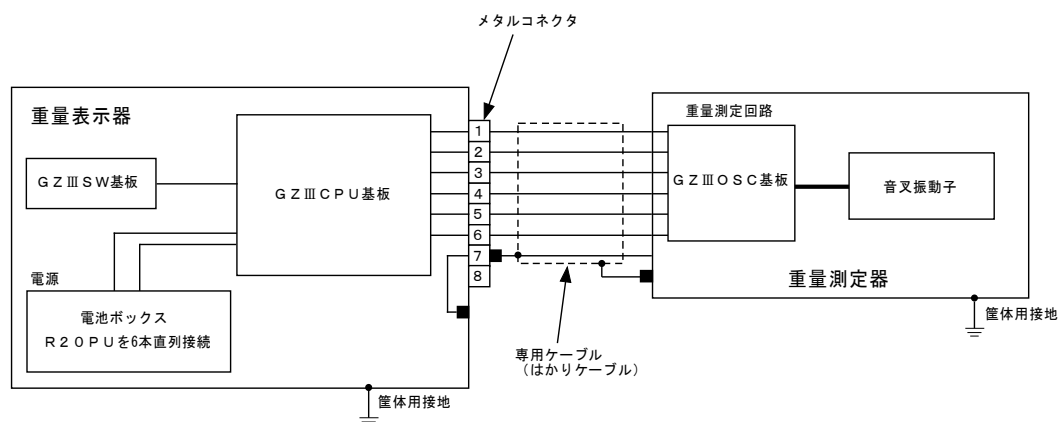 メタルコネクタ
重量表示器
ＧＺⅢＳＷ基板
ＧＺⅢＣＰＵ基板
電源
電池ボックス
Ｒ２０ＰＵを6本直列接続
筐体用接地
1
2
3
4
5
6
7
8
専用ケーブル
（はかりケーブル）
重量測定回路
ＧＺⅢＯＳＣ基板
音叉振動子
重量測定器
筐体用接地